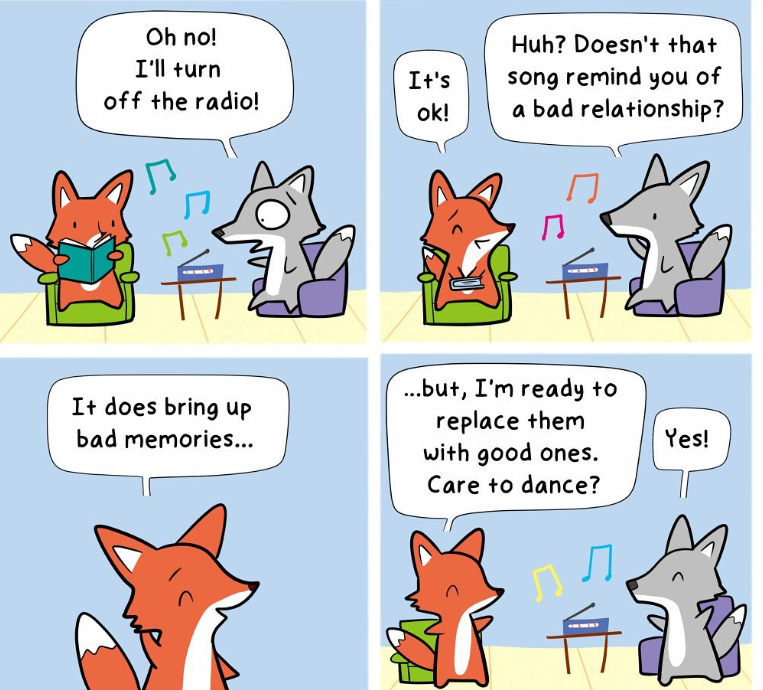 Oh no!
I'll turn
off the radio!
It's
ok!
Huh? Doesn't that
song remind you of
a bad relationship?
It does bring up
bad memories...
...but, I'm ready to
replace them
with good ones.
Care to dance?
Yes!